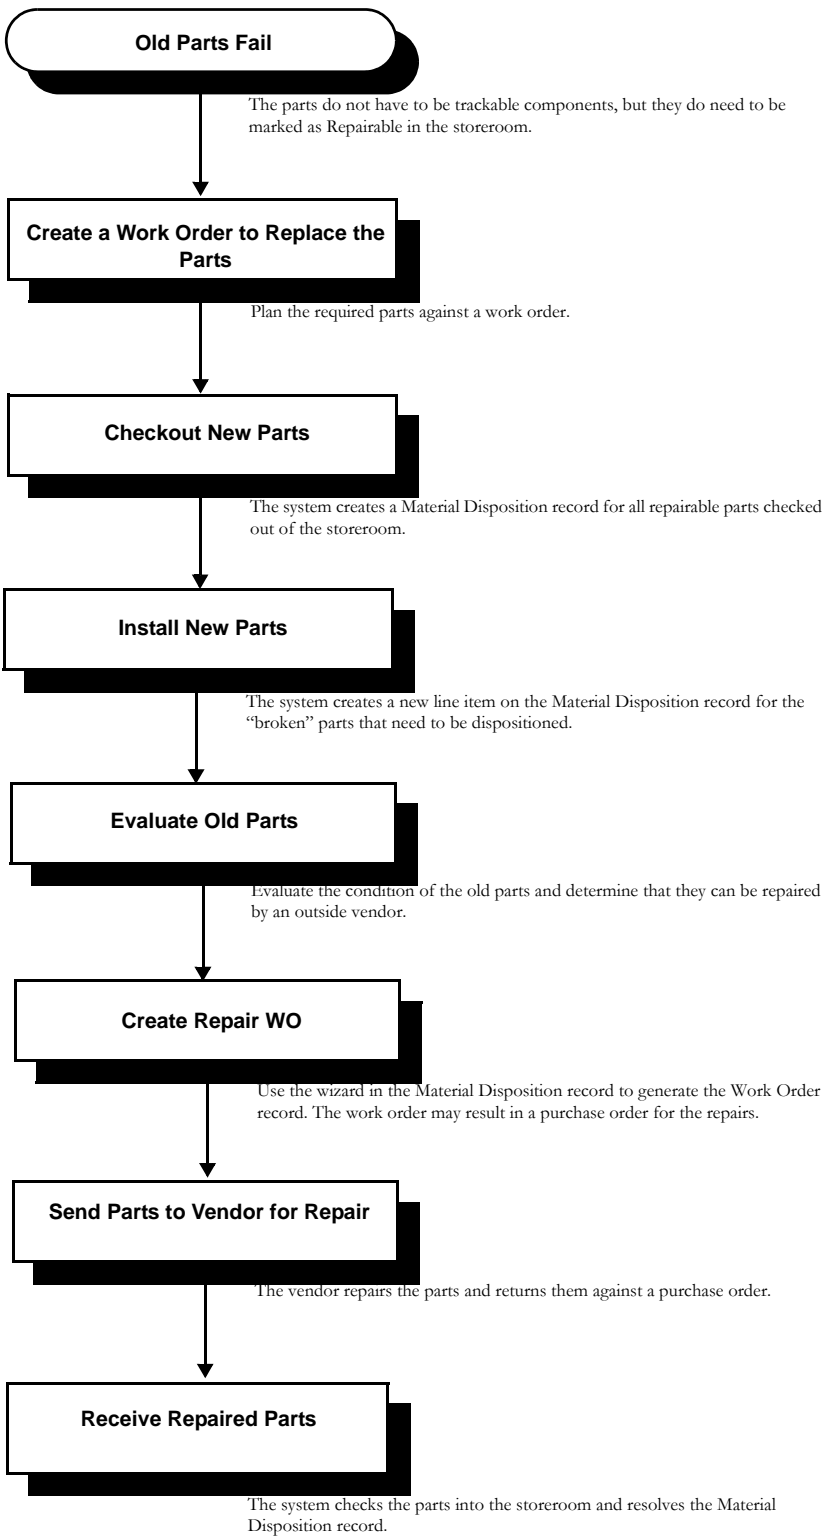 Old Parts Fail
The parts do not have to be trackable components, but they do need to be
marked as Repairable in the storeroom.
Create a Work Order to Replace the
Parts
Plan the required parts against a work order.
Checkout New Parts
The system creates a Material Disposition record for all repairable parts checked
out of the storeroom.
Install New Parts
The system creates a new line item on the Material Disposition record for the
“broken” parts that need to be dispositioned.
Evaluate Old Parts
Evaluate the condition of the old parts and determine that they can be repaired
by an outside vendor.
Create Repair WO
Use the wizard in the Material Disposition record to generate the Work Order
record. The work order may result in a purchase order for the repairs.
Send Parts to Vendor for Repair
The vendor repairs the parts and returns them against a purchase order.
Receive Repaired Parts
The system checks the parts into the storeroom and resolves the Material
Disposition record.